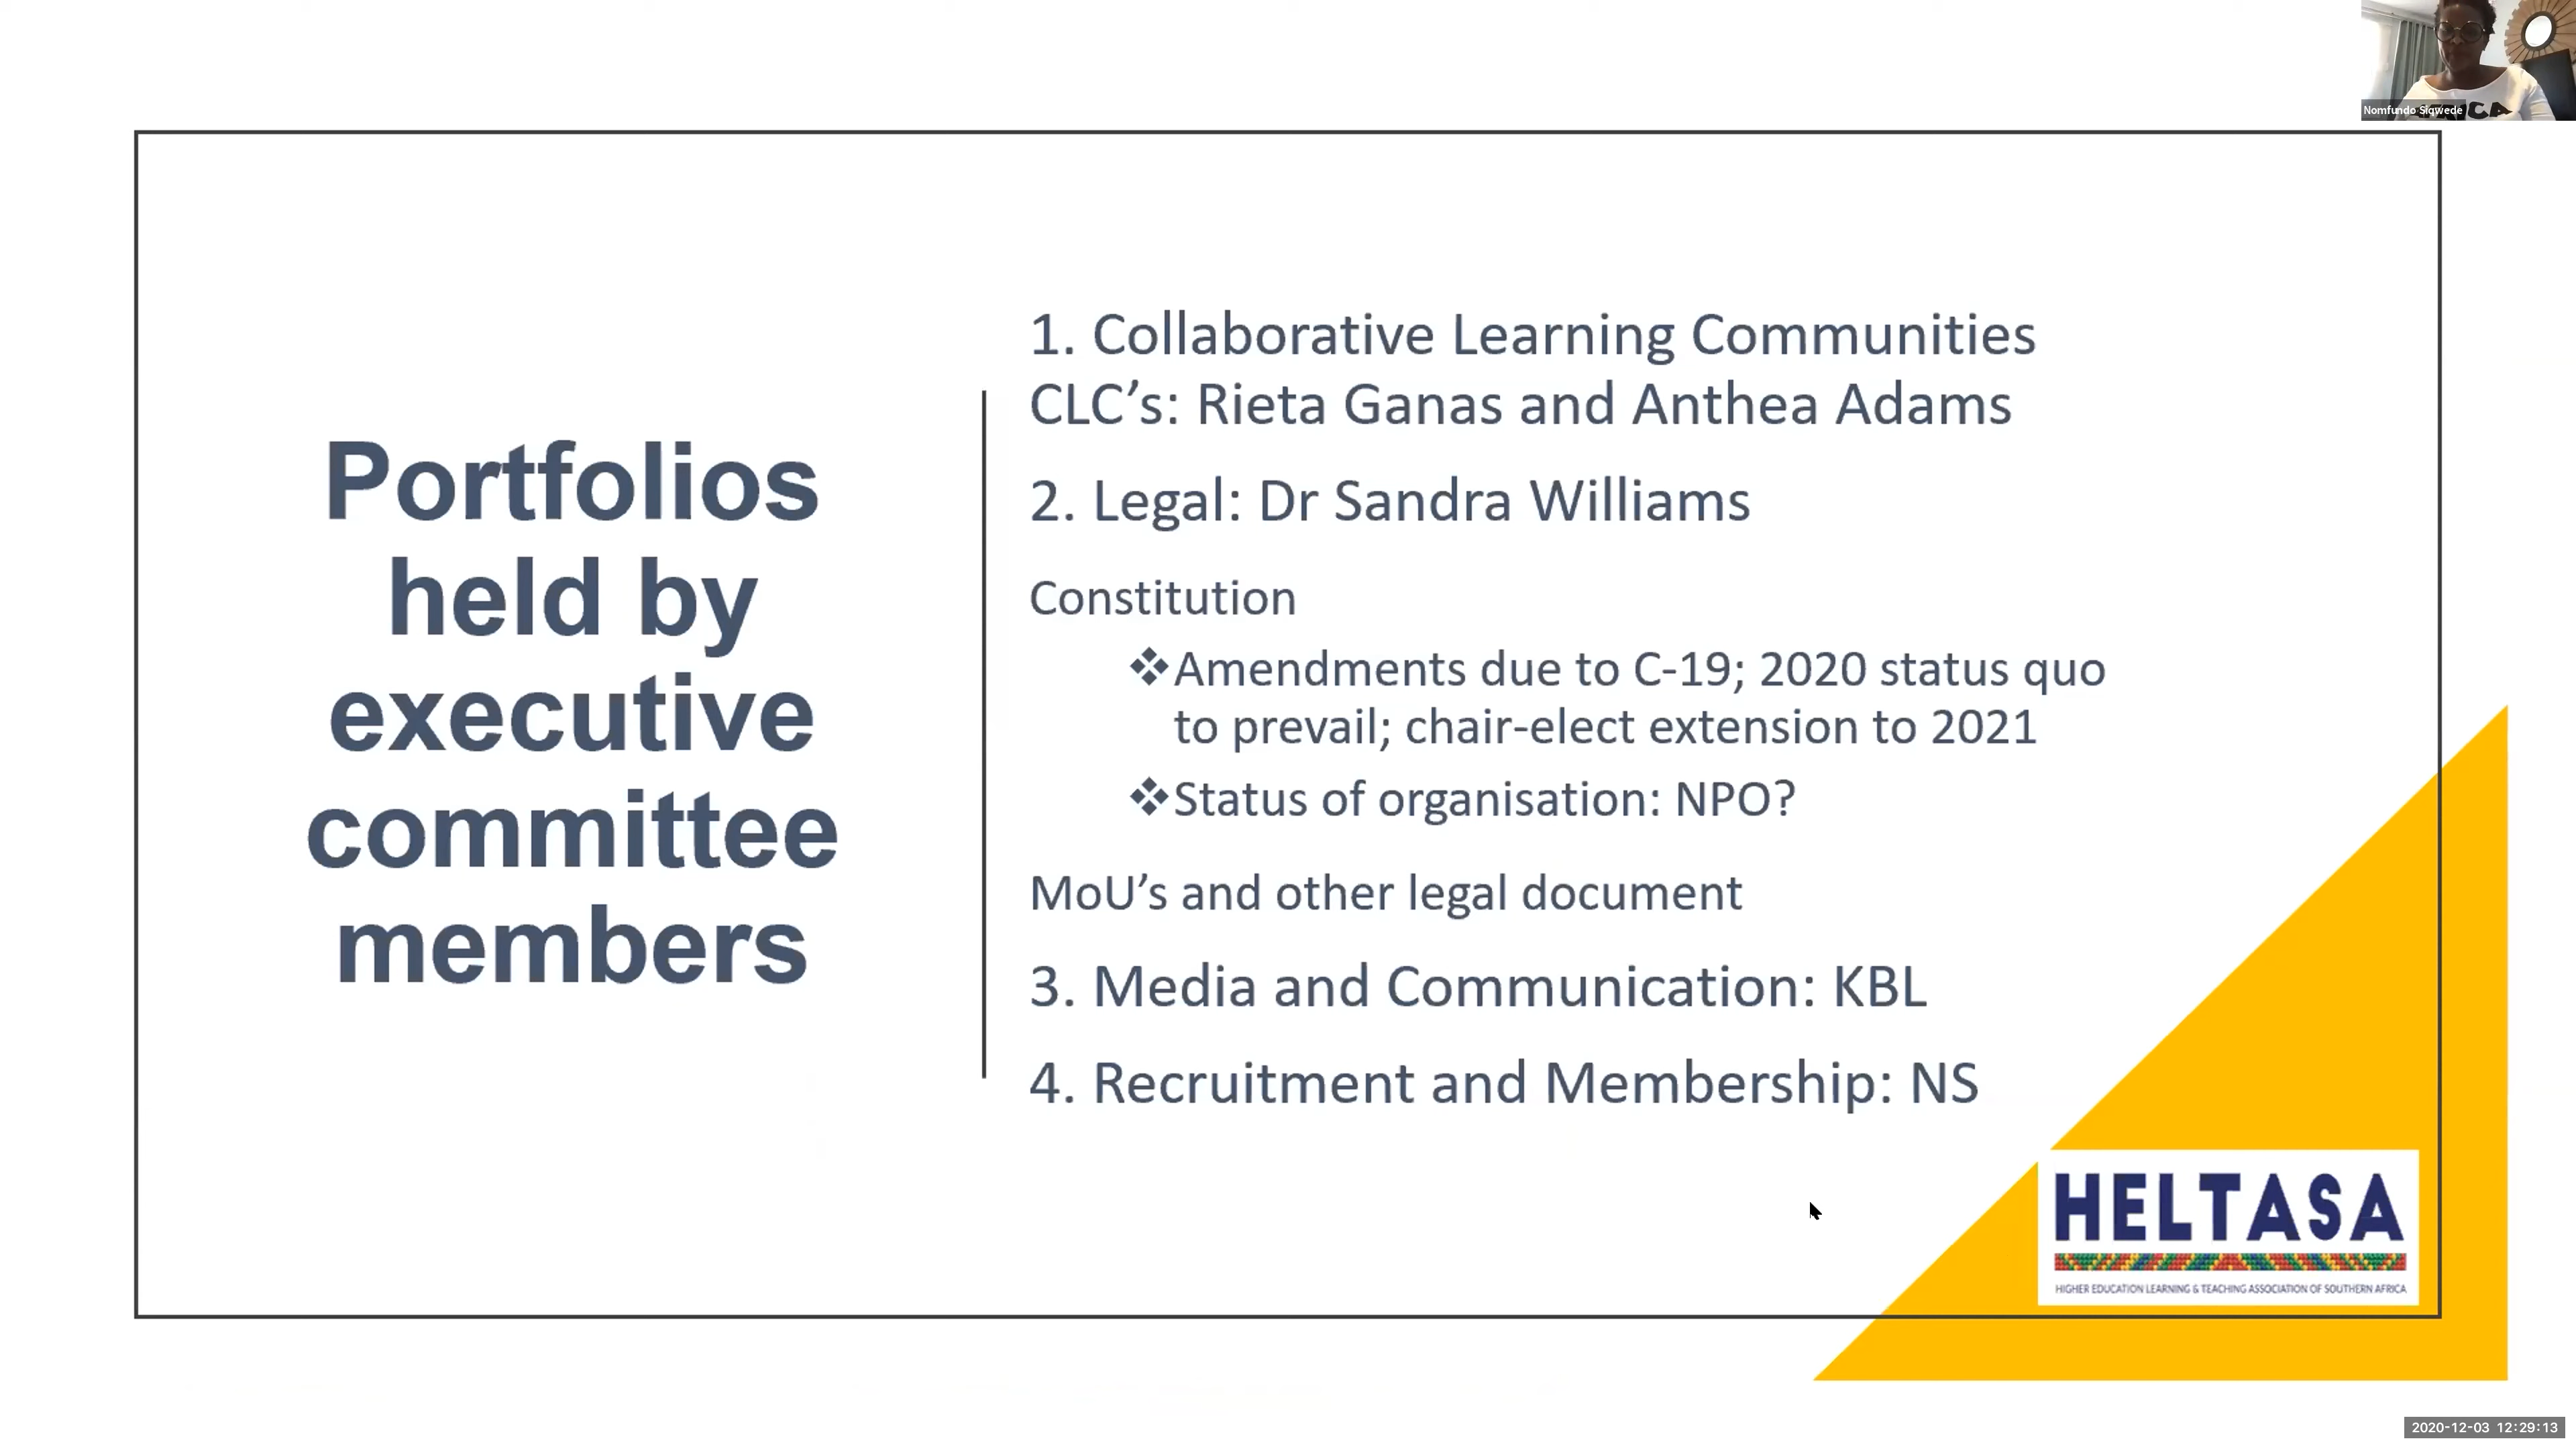 Nomfundo Siqwede
Portfolios
held by
executive
committee
members
1. Collaborative Learning Communities
CLC’s: Rieta Ganas and Anthea Adams
2. Legal: Dr Sandra Williams
Constitution
❖Amendments due to C-19; 2020 status quo
to prevail; chair-elect extension to 2021
❖Status of organisation: NPO?
MoU’s and other legal document
3. Media and Communication: KBL
4. Recruitment and Membership: NS
HELTASA
HIGHER EDUCATION LEARNING & TEACHING ASSOCIATION OF SOUTHERN AFRICA
2020-12-03 12:29:13